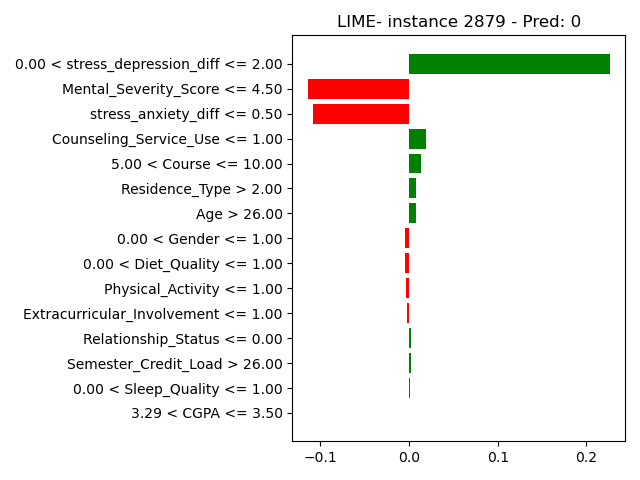 LIME- instance 2879 - Pred: 0
0.00 < stress_depression_diff <= 2.00
Mental_Severity_Score <= 4.50
stress_anxiety_diff <= 0.50
Counseling_Service_Use <= 1.00
5.00 < Course <= 10.00
Residence_Type > 2.00
Age > 26.00
0.00 < Gender <= 1.00
0.00 < Diet_Quality <= 1.00
Physical_Activity <= 1.00
Extracurricular_Involvement <= 1.00
Relationship_Status <= 0.00
Semester_Credit_Load > 26.00
0.00 < Sleep_Quality <= 1.00
3.29 < CGPA <= 3.50
−0.1 0.0 0.1 0.2